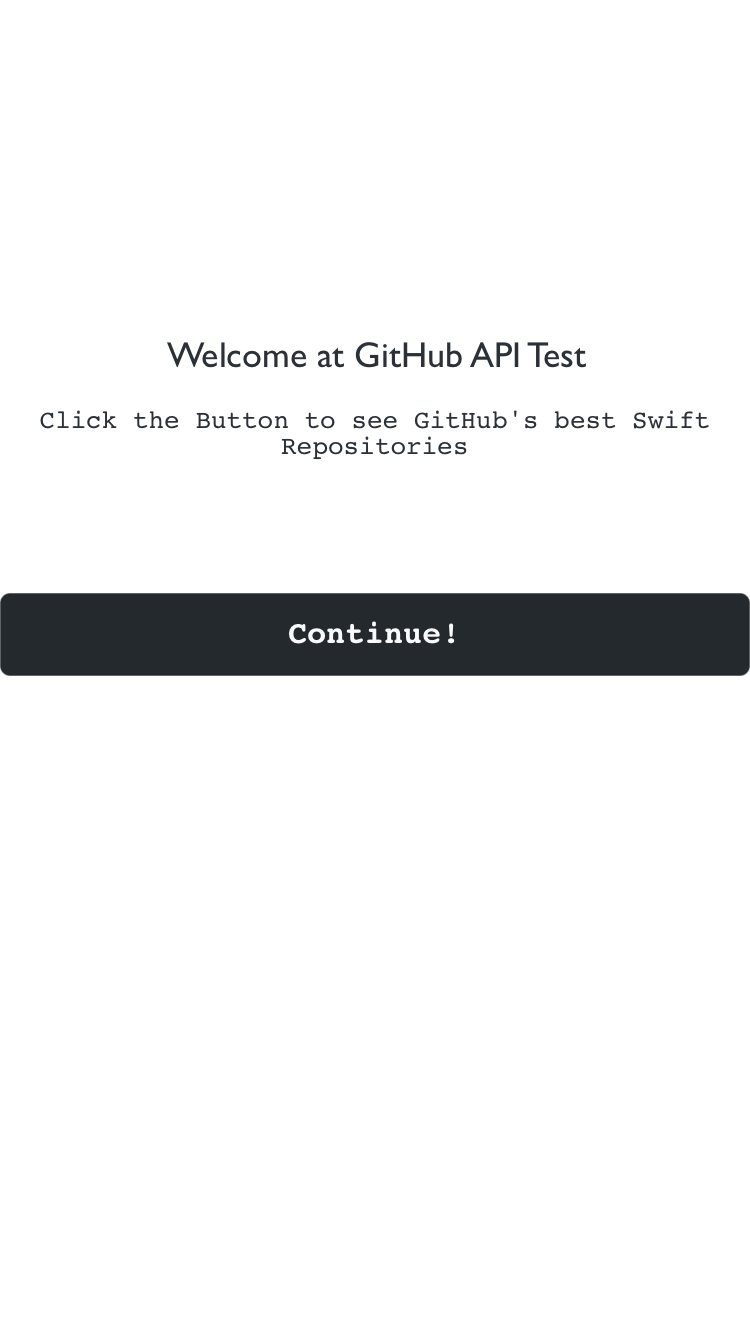 Welcome at GitHub API Test
Click the Button to see GitHub's best Swift
Repositories
Continue!